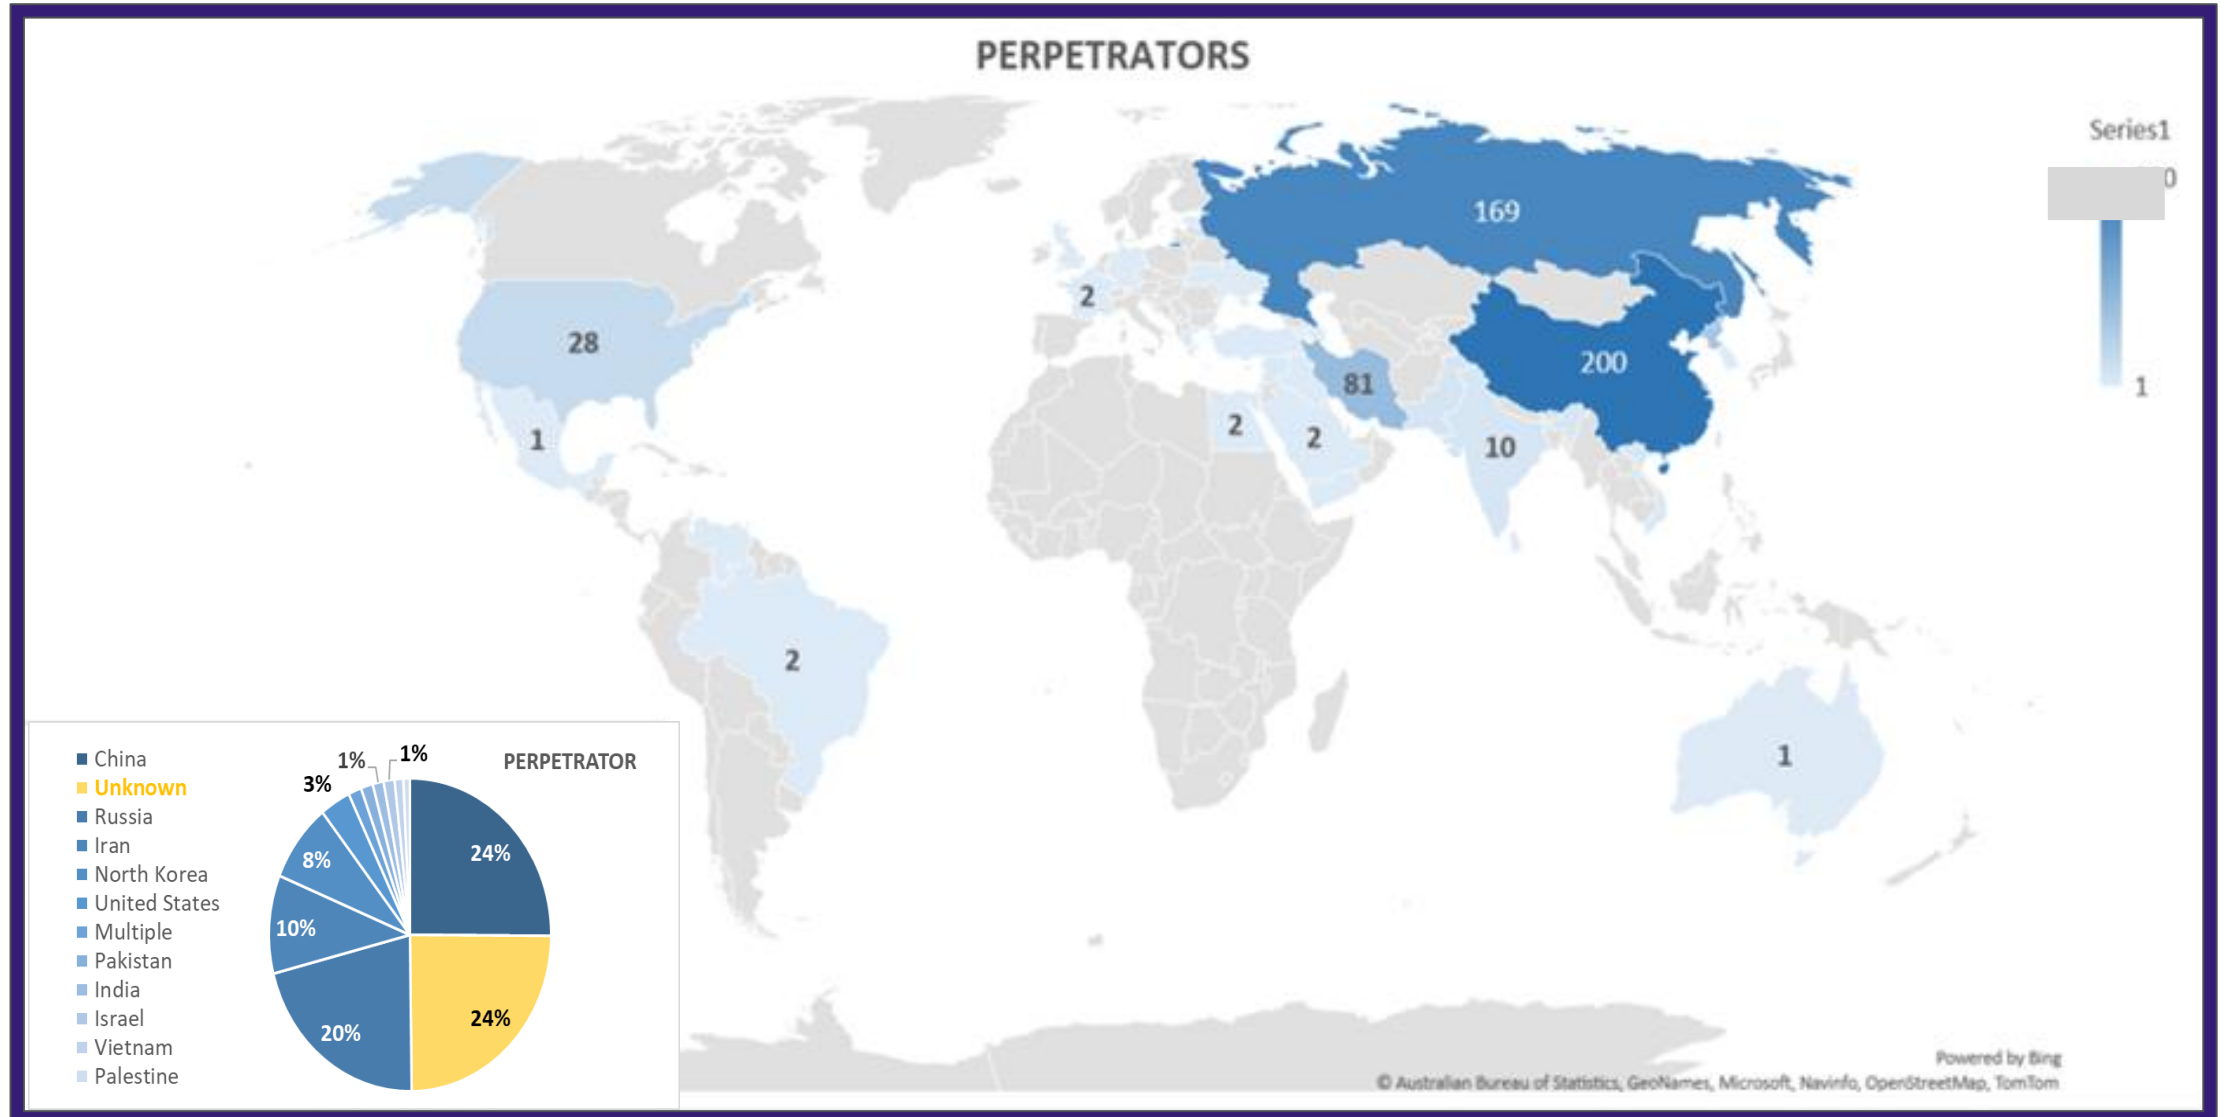 PERPETRATORS
Series1
0
1
169
200
28
81
2
2
2
10
1
2
1
PERPETRATOR
China
Unknown
Russia
Iran
North Korea
United States
Multiple
Pakistan
India
Israel
Vietnam
Palestine
1%
1%
3%
8%
24%
10%
24%
20%
Powered by Bing
© Australian Bureau of Statistics, GeoNames, Microsoft, Navinfo, OpenStreetMap, TomTom